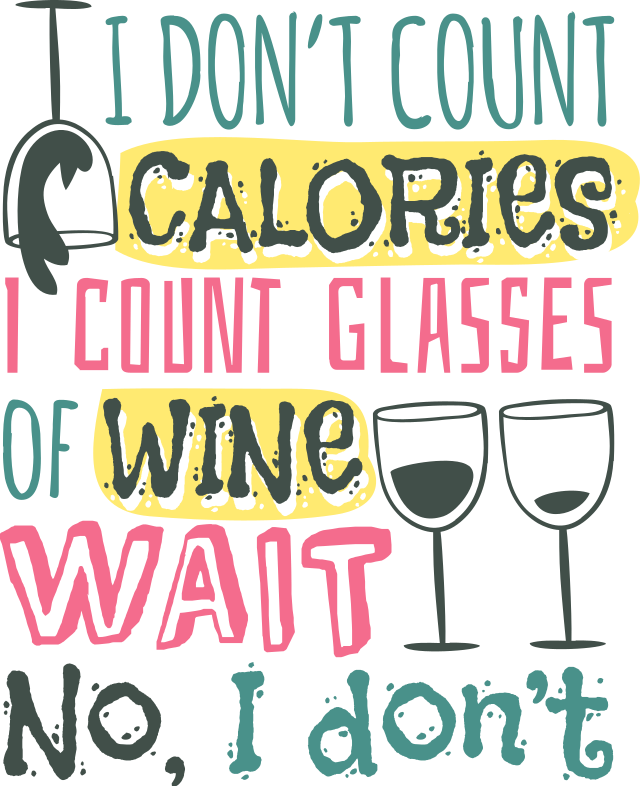 I DON'T COUNT
CALORIeS
I COUNT GLASSES
OF WINe
WAIT
No, I don't